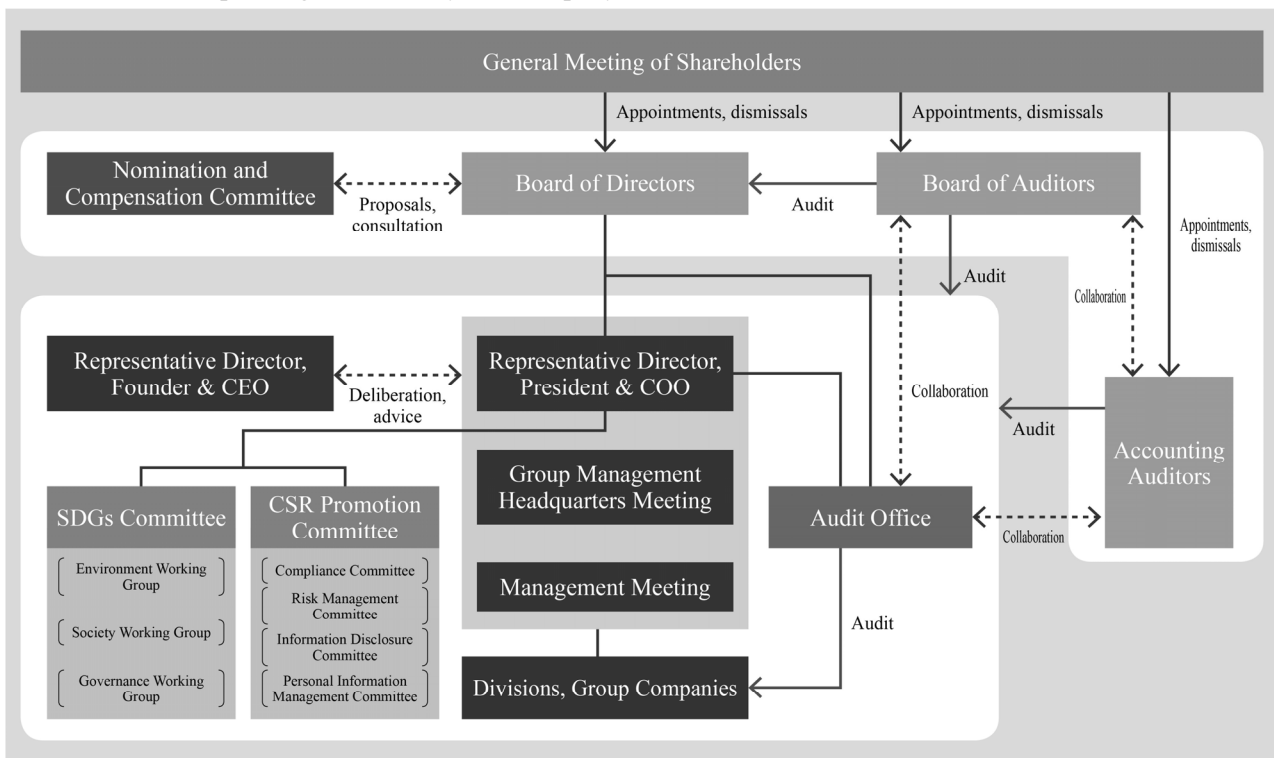 General Meeting of Shareholders
Appointments, dismissals
Appointments, dismissals
Nomination and
Compensation Committee
Proposals,
consultation
Board of Directors
Audit
Board of Auditors
Appointments,
dismissals
Audit
Collaboration
Representative Director,
Founder & CEO
Deliberation,
advice
Representative Director,
President & COO
Collaboration
Audit
Accounting
Auditors
Group Management
Headquarters Meeting
SDGs Committee
CSR Promotion
Committee
Audit Office
Collaboration
Environment Working
Group
Society Working Group
Governance Working
Group
Compliance Committee
Risk Management
Committee
Information Disclosure
Committee
Personal Information
Management Committee
Management Meeting
Audit
Divisions, Group Companies